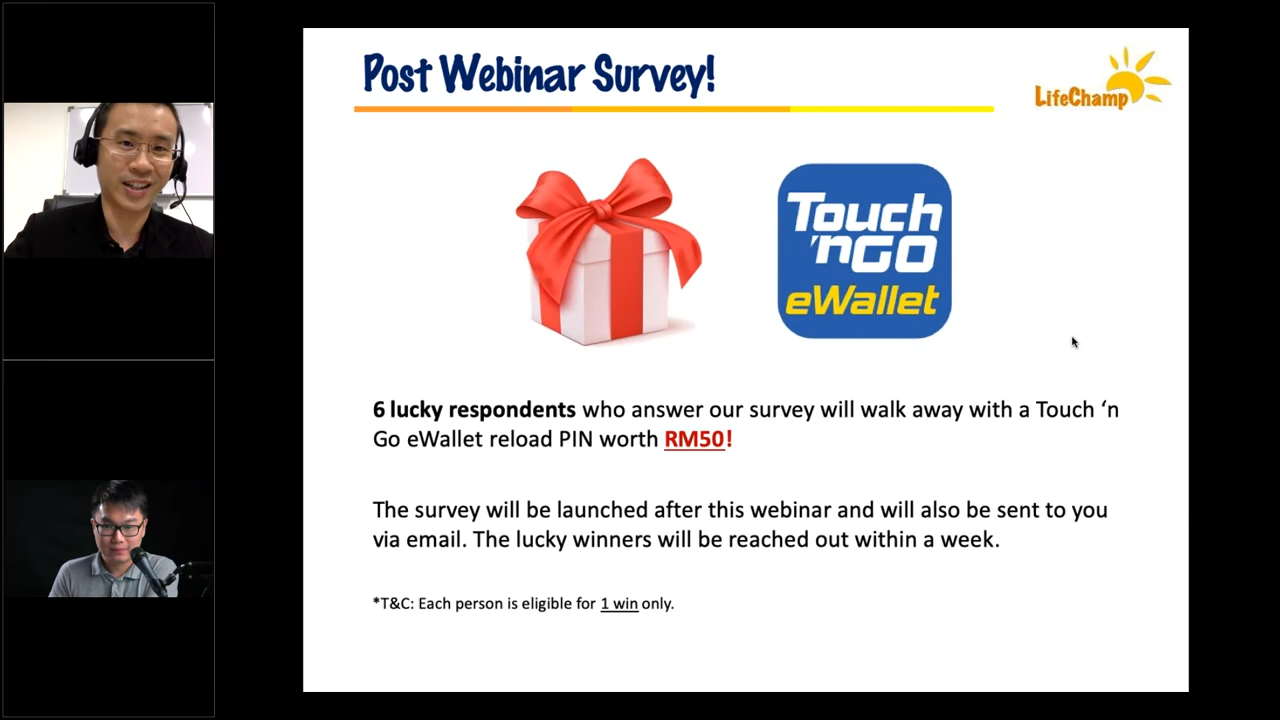 Post Webinar Survey!
LifeChamp
Touch
'nGO
eWallet
6 lucky respondents who answer our survey will walk away with a Touch ‘n
Go eWallet reload PIN worth RM50!
The survey will be launched after this webinar and will also be sent to you
via email. The lucky winners will be reached out within a week.
*T&C: Each person is eligible for 1 win only.